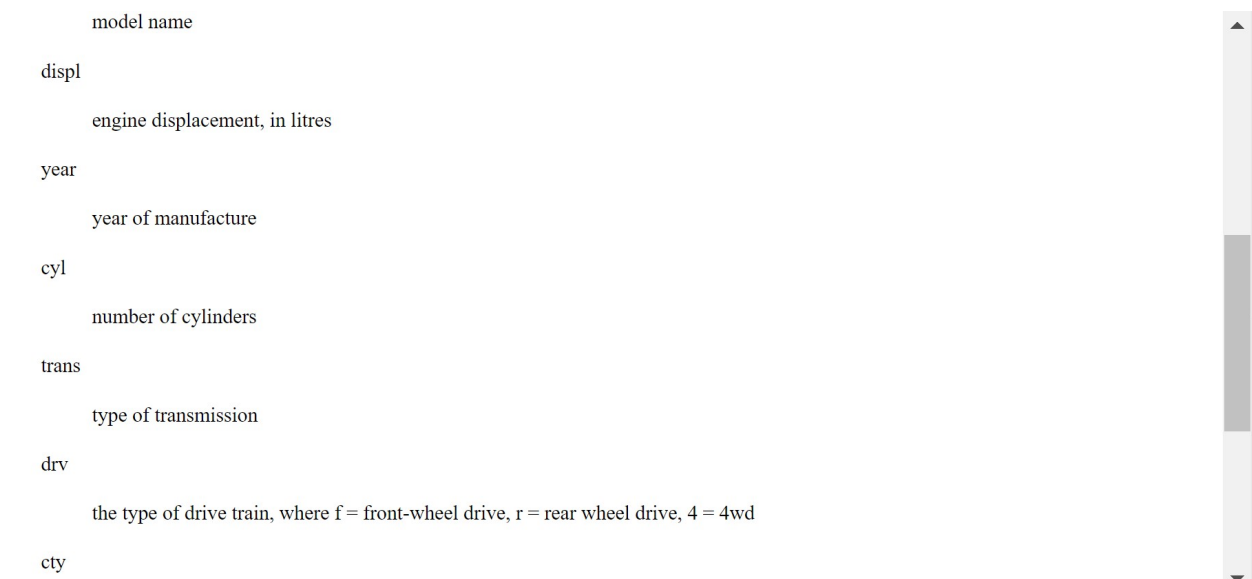 model name
displ
engine displacement, in litres
year
year of manufacture
cyl
number of cylinders
trans
type of transmission
drv
the type of drive train, where f = front-wheel drive, r = rear wheel drive, 4 = 4wd
cty